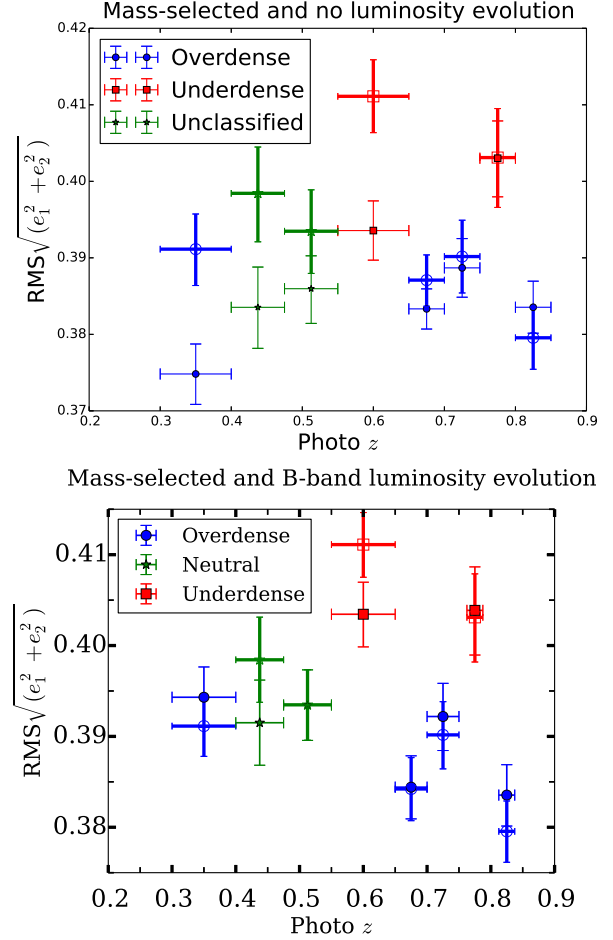 Mass-selected and no luminosity evolution
0.42
0.41
0.40
0.39
0.38
0.37
RMS√(e₁² + e₂²)
Overdense
Underdense
Unclassified
0.2 0.3 0.4 0.5 0.6 0.7 0.8 0.9
Photo z
Mass-selected and B-band luminosity evolution
0.41
0.40
0.39
0.38
RMS√(e₁² + e₂²)
Overdense
Neutral
Underdense
0.2 0.3 0.4 0.5 0.6 0.7 0.8 0.9
Photo z